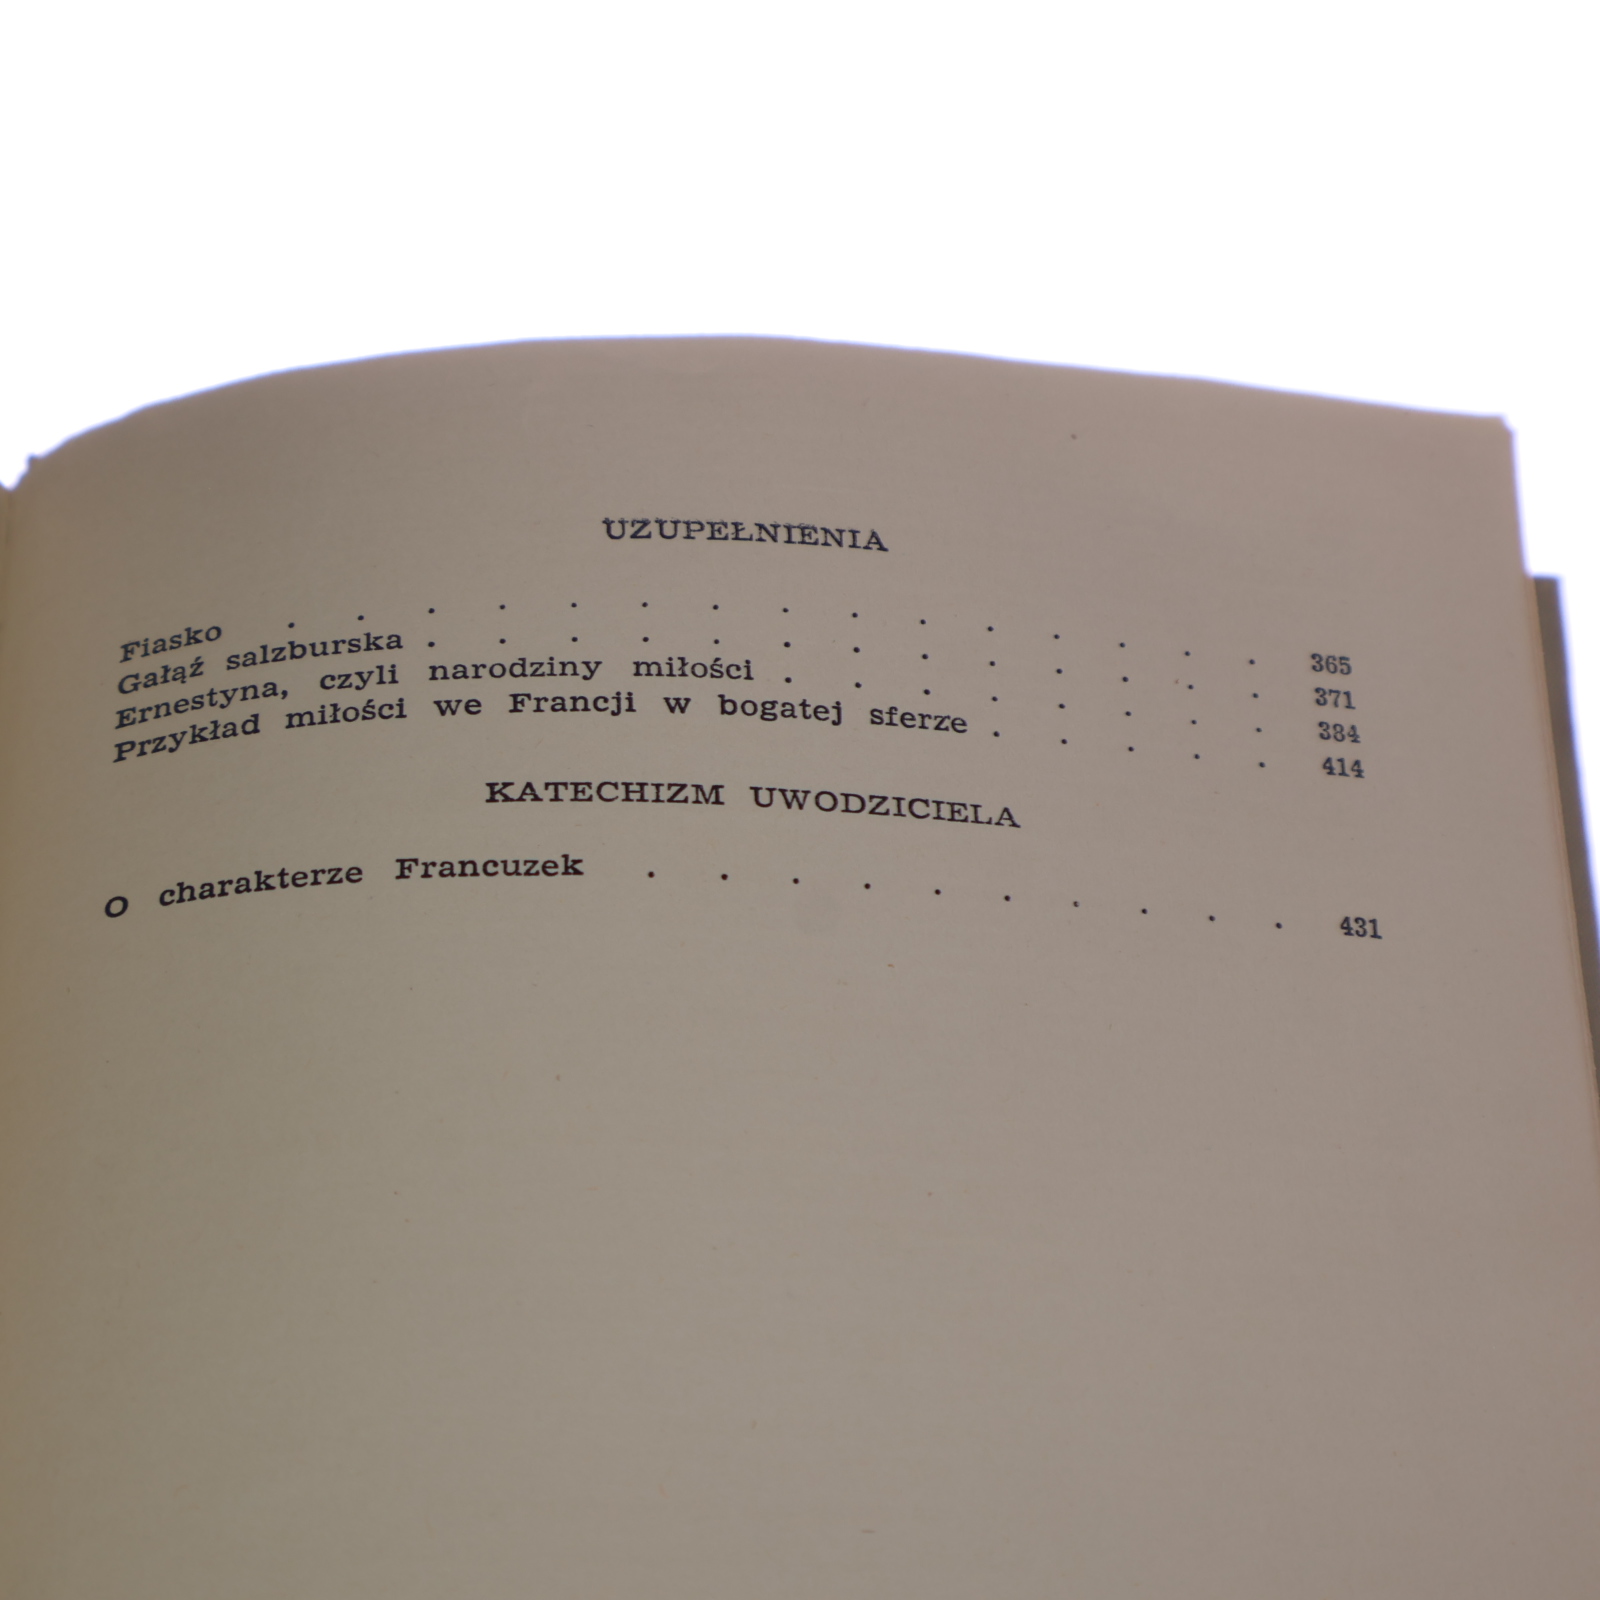 UZUPEŁNIENIA
Fiasko . . . . . . . . . . . . . . . 365
Gałąź salzburska . . . . . . . . . . . . . 371
Ernestyna, czyli narodziny miłości . . . . . . . . 384
Przykład miłości we Francji w bogatej sferze . . . . . 414
KATECHIZM UWODZICIELA
O charakterze Francuzek . . . . . . . . . . 431